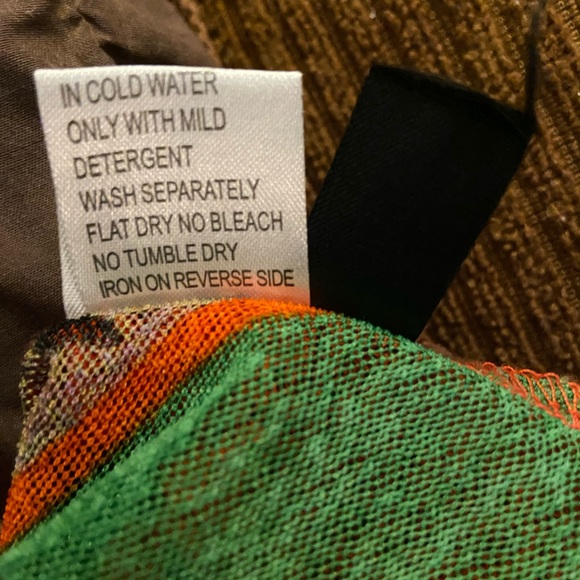 IN COLD WATER
ONLY WITH MILD
DETERGENT
WASH SEPARATELY
FLAT DRY NO BLEACH
NO TUMBLE DRY
IRON ON REVERSE SIDE